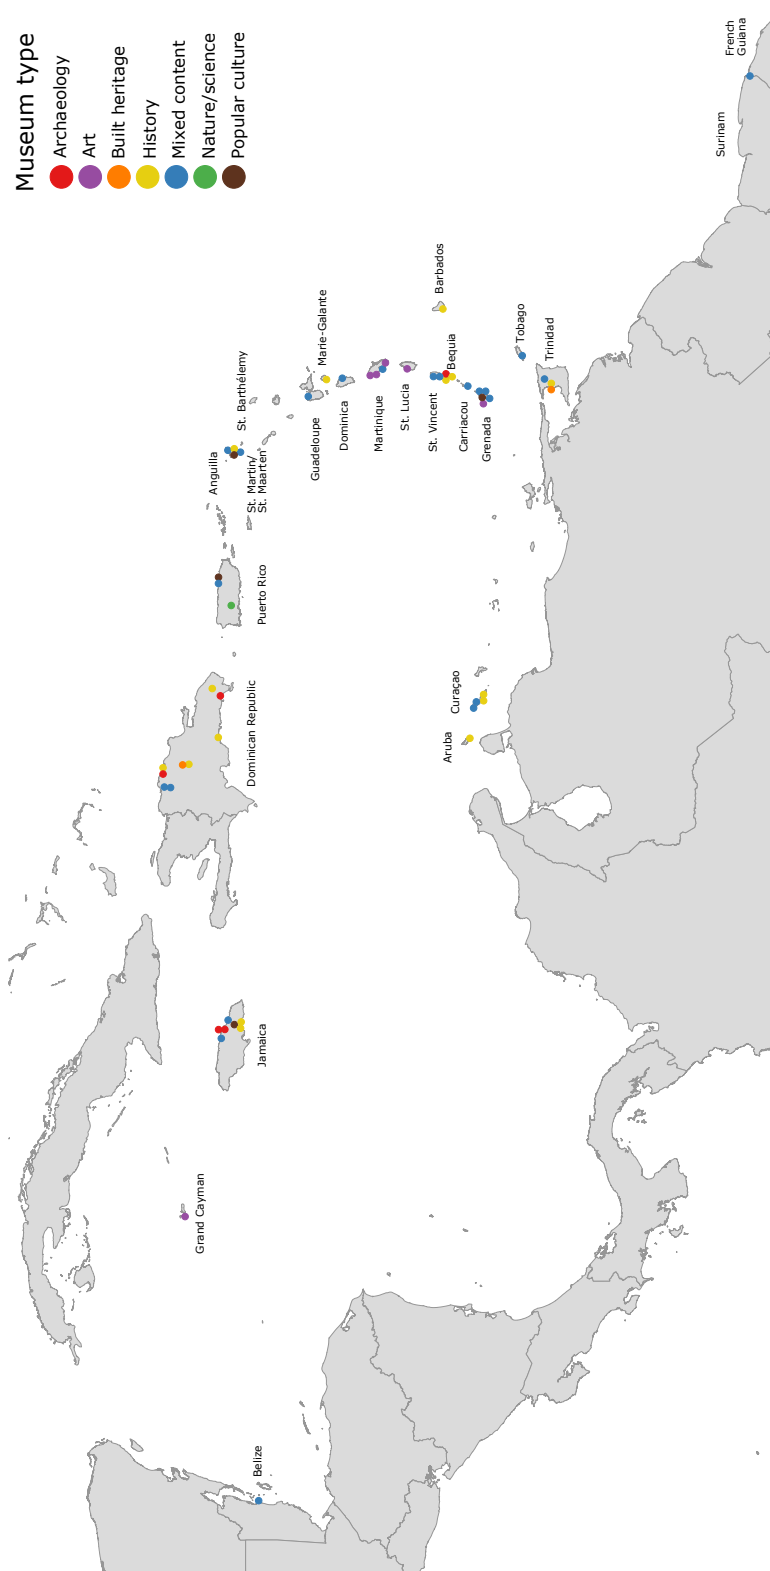 Museum type
Archaeology
Art
Built heritage
History
Mixed content
Nature/science
Popular culture
French
Guiana
Surinam
Barbados
Tobago
Trinidad
Marie-Galante
Bequia
St. Barthélemy
Guadeloupe
Dominica
Martinique
St. Lucia
St. Vincent
Carriacou
Grenada
Anguilla
St. Martin/
St. Maarten
Puerto Rico
Dominican Republic
Curaçao
Aruba
Jamaica
Grand Cayman
Belize